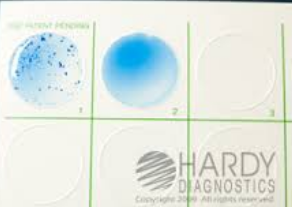 PATENT PENDING
1
2
3
HARDY
DIAGNOSTICS
Copyright 2009 All rights reserved